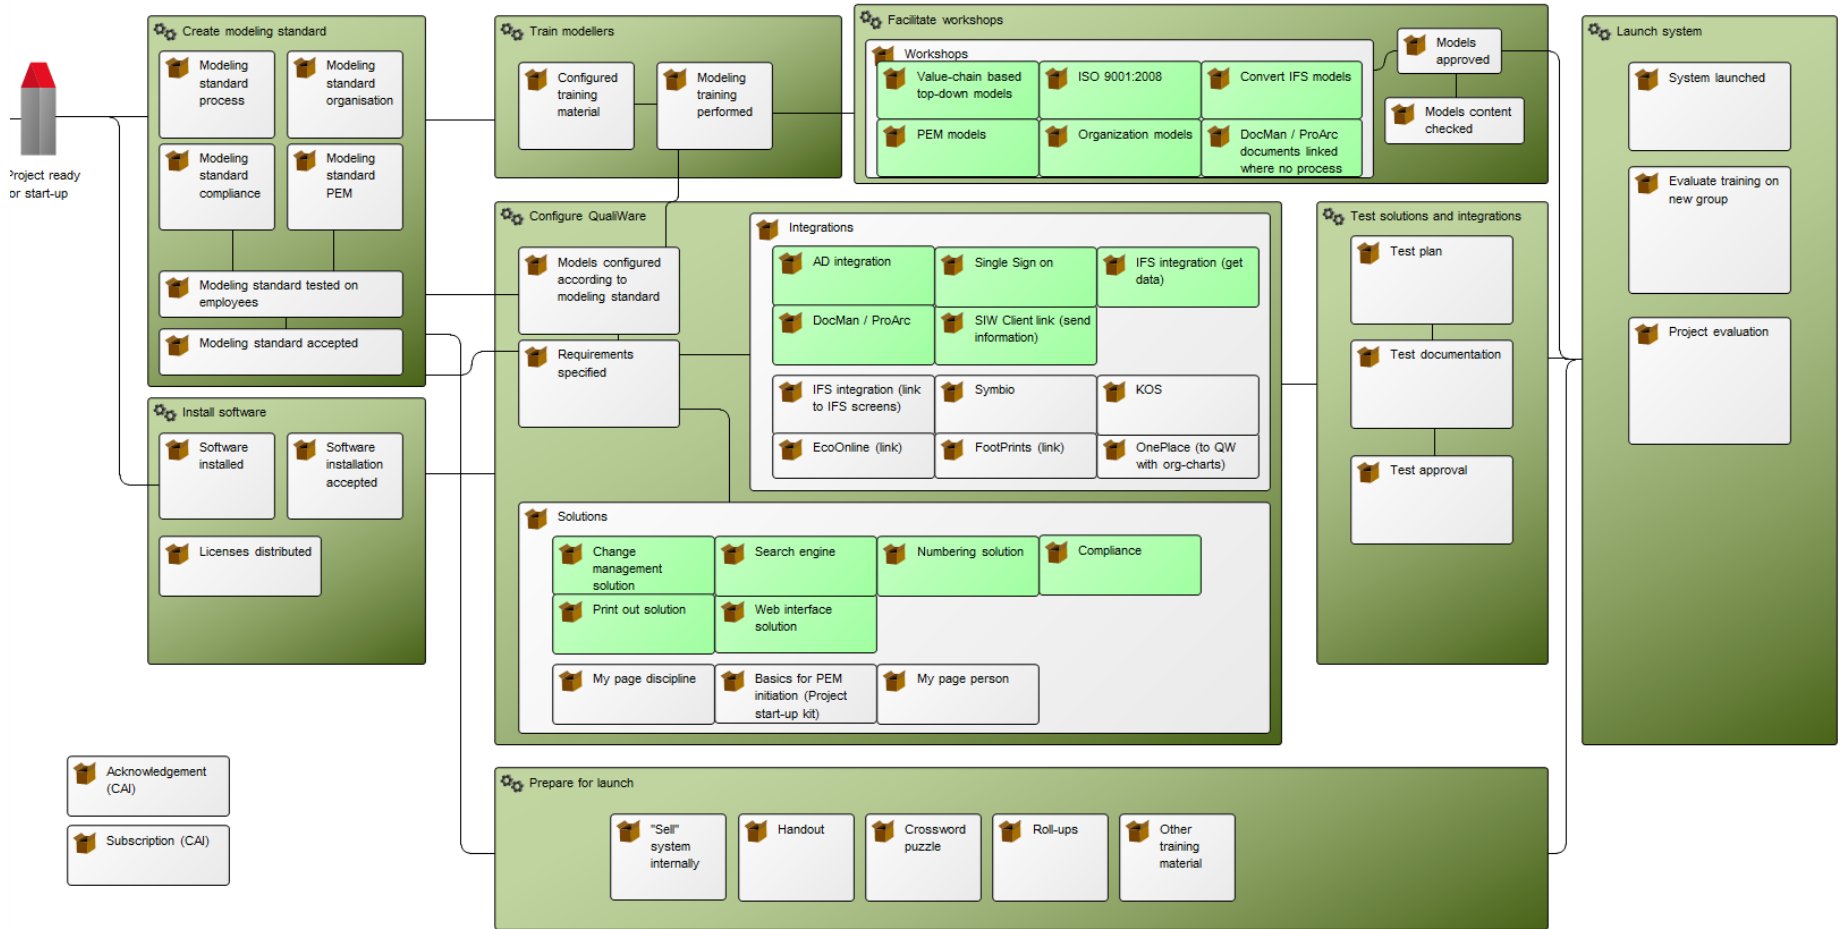 Project ready
or start-up
Create modeling standard
Modeling
standard
process
Modeling
standard
organisation
Modeling
standard
compliance
Modeling
standard
PEM
Modeling standard tested on
employees
Modeling standard accepted
Install software
Software
installed
Software
installation
accepted
Licenses distributed
Acknowledgement
(CAI)
Subscription (CAI)
Train modellers
Configured
training
material
Modeling
training
performed
Facilitate workshops
Workshops
Value-chain based
top-down models
ISO 9001:2008
Convert IFS models
PEM models
Organization models
DocMan / ProArc
documents linked
where no process
Models
approved
Models content
checked
Configure QualiWare
Models configured
according to
modeling standard
Requirements
specified
Integrations
AD integration
Single Sign on
IFS integration (get
data)
DocMan / ProArc
SIW Client link (send
information)
IFS integration (link
to IFS screens)
Symbio
KOS
EcoOnline (link)
FootPrints (link)
OnePlace (to QW
with org-charts)
Solutions
Change
management
solution
Search engine
Numbering solution
Compliance
Print out solution
Web interface
solution
My page discipline
Basics for PEM
initiation (Project
start-up kit)
My page person
Test solutions and integrations
Test plan
Test documentation
Test approval
Prepare for launch
"Sell"
system
internally
Handout
Crossword
puzzle
Roll-ups
Other
training
material
Launch system
System launched
Evaluate training on
new group
Project evaluation